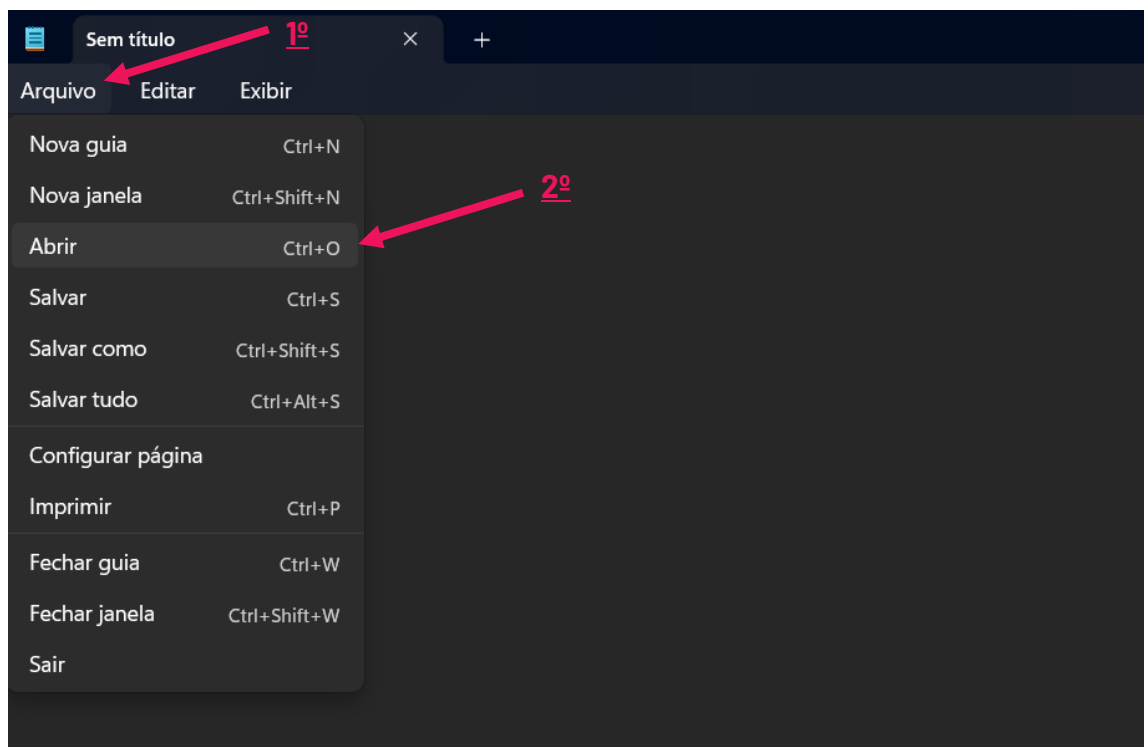 Sem título
1º
Arquivo Editar Exibir
Nova guia Ctrl+N
Nova janela Ctrl+Shift+N
2º
Abrir Ctrl+O
Salvar Ctrl+S
Salvar como Ctrl+Shift+S
Salvar tudo Ctrl+Alt+S
Configurar página
Imprimir Ctrl+P
Fechar guia Ctrl+W
Fechar janela Ctrl+Shift+W
Sair